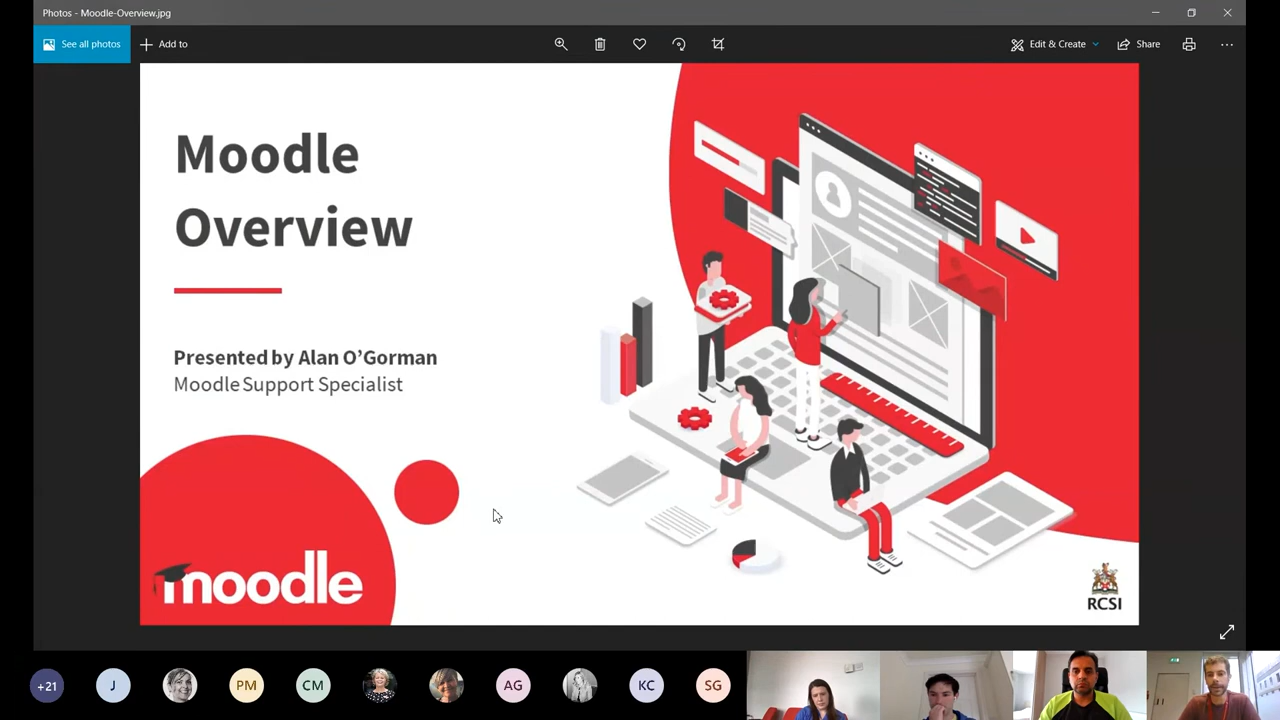 Photos - Moodle-Overview.jpg
See all photos
Add to
Edit & Create
Share
Moodle
Overview
Presented by Alan O'Gorman
Moodle Support Specialist
moodle
RCSI
+21
J
PM
CM
AG
KC
SG